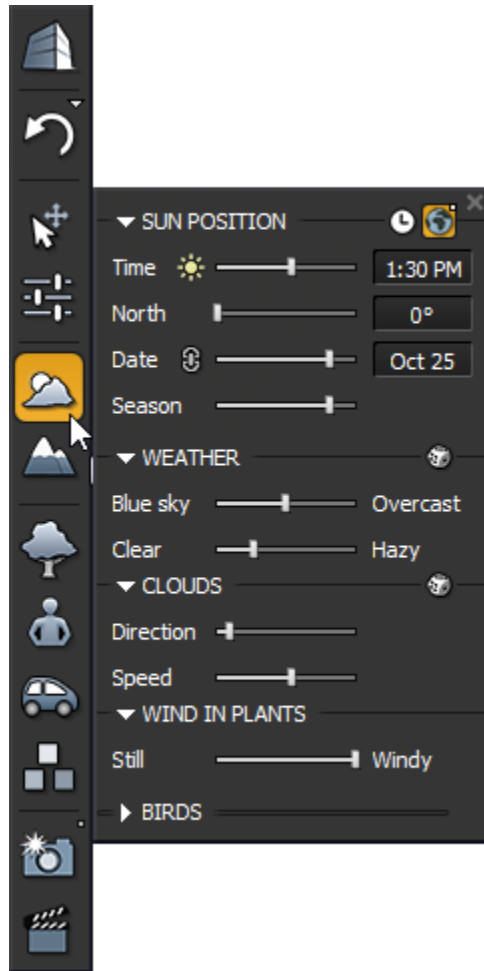 SUN POSITION
Time 1:30 PM
North 0°
Date Oct 25
Season
WEATHER
Blue sky Overcast
Clear Hazy
CLOUDS
Direction
Speed
WIND IN PLANTS
Still Windy
BIRDS